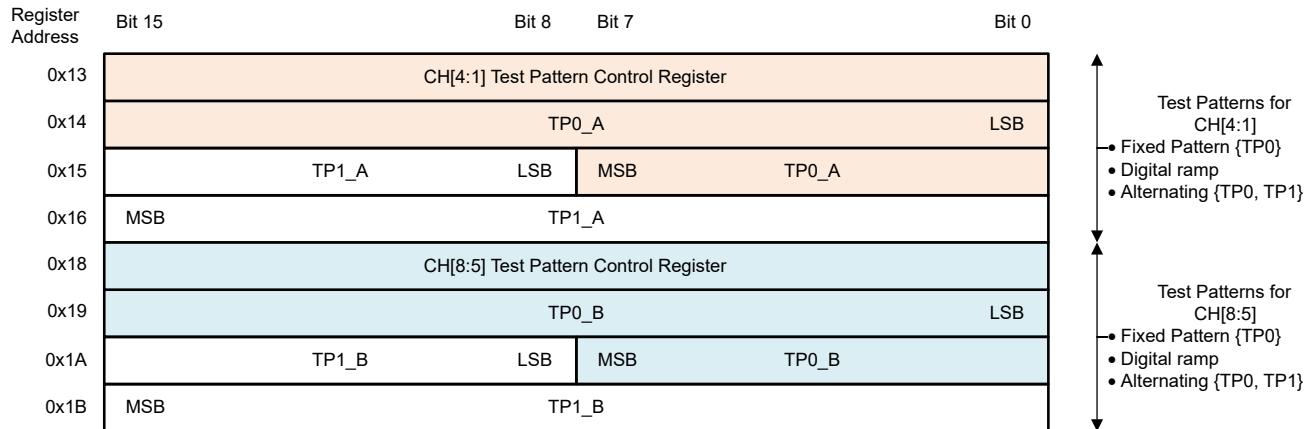 Register Address Bit 15 Bit 8 Bit 7 Bit 0
0x13 CH[4:1] Test Pattern Control Register
0x14 TP0_A LSB
0x15 TP1_A LSB MSB TP0_A
0x16 MSB TP1_A
0x18 CH[8:5] Test Pattern Control Register
0x19 TP0_B LSB
0x1A TP1_B LSB MSB TP0_B
0x1B MSB TP1_B
Test Patterns for
CH[4:1]
• Fixed Pattern {TP0}
• Digital ramp
• Alternating {TP0, TP1}
Test Patterns for
CH[8:5]
• Fixed Pattern {TP0}
• Digital ramp
• Alternating {TP0, TP1}